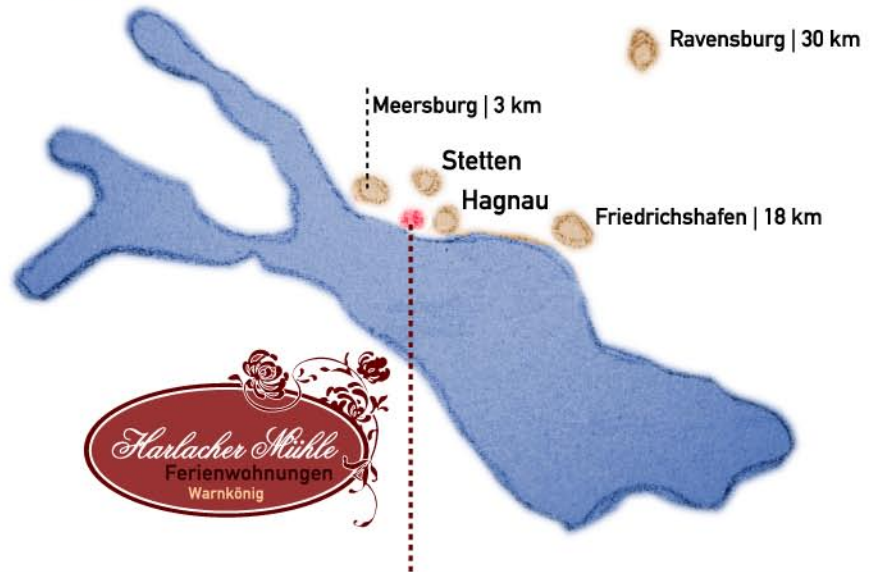 Ravensburg | 30 km
Meersburg | 3 km
Stetten
Hagnau
Friedrichshafen | 18 km
Harlacher Mühle
Ferienwohnungen
Warnkönig